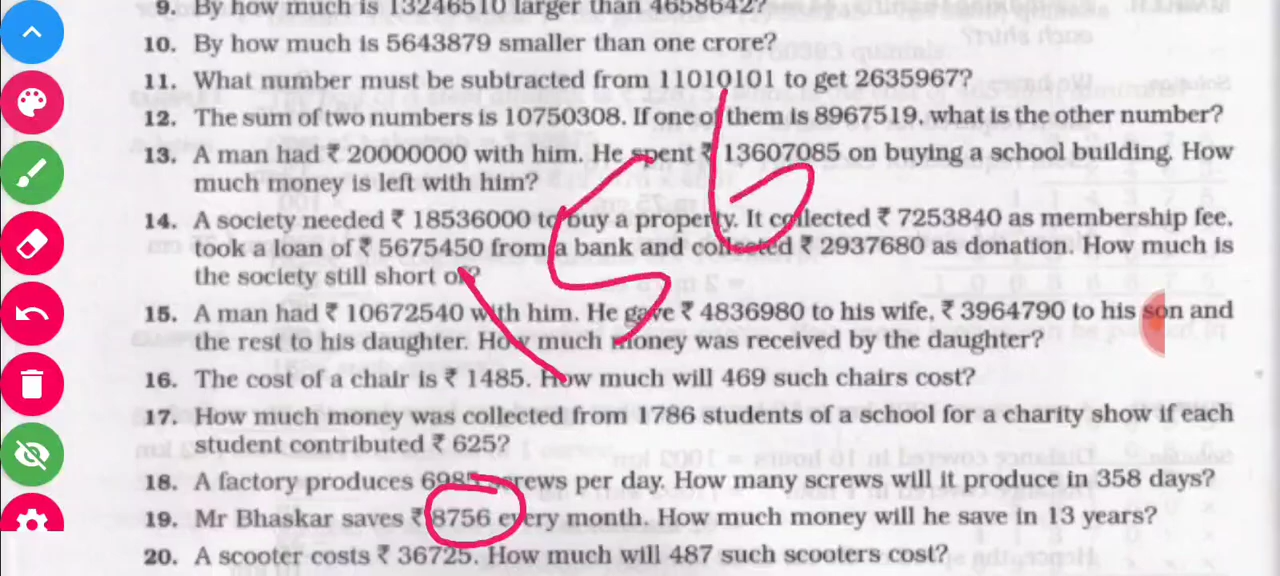 9. By how much is 13246510 larger than 4658642?
10. By how much is 5643879 smaller than one crore?
11. What number must be subtracted from 11010101 to get 2635967?
12. The sum of two numbers is 10750308. If one of them is 8967519, what is the other number?
13. A man had ₹ 20000000 with him. He spent ₹ 13607085 on buying a school building. How
much money is left with him?
14. A society needed ₹ 18536000 to buy a property. It collected ₹ 7253840 as membership fee,
took a loan of ₹ 5675450 from a bank and collected ₹ 2937680 as donation. How much is
the society still short of?
15. A man had ₹ 10672540 with him. He gave ₹ 4836980 to his wife, ₹ 3964790 to his son and
the rest to his daughter. How much money was received by the daughter?
16. The cost of a chair is ₹ 1485. How much will 469 such chairs cost?
17. How much money was collected from 1786 students of a school for a charity show if each
student contributed ₹ 625?
18. A factory produces 6985 screws per day. How many screws will it produce in 358 days?
19. Mr Bhaskar saves ₹ 8756 every month. How much money will he save in 13 years?
20. A scooter costs ₹ 36725. How much will 487 such scooters cost?